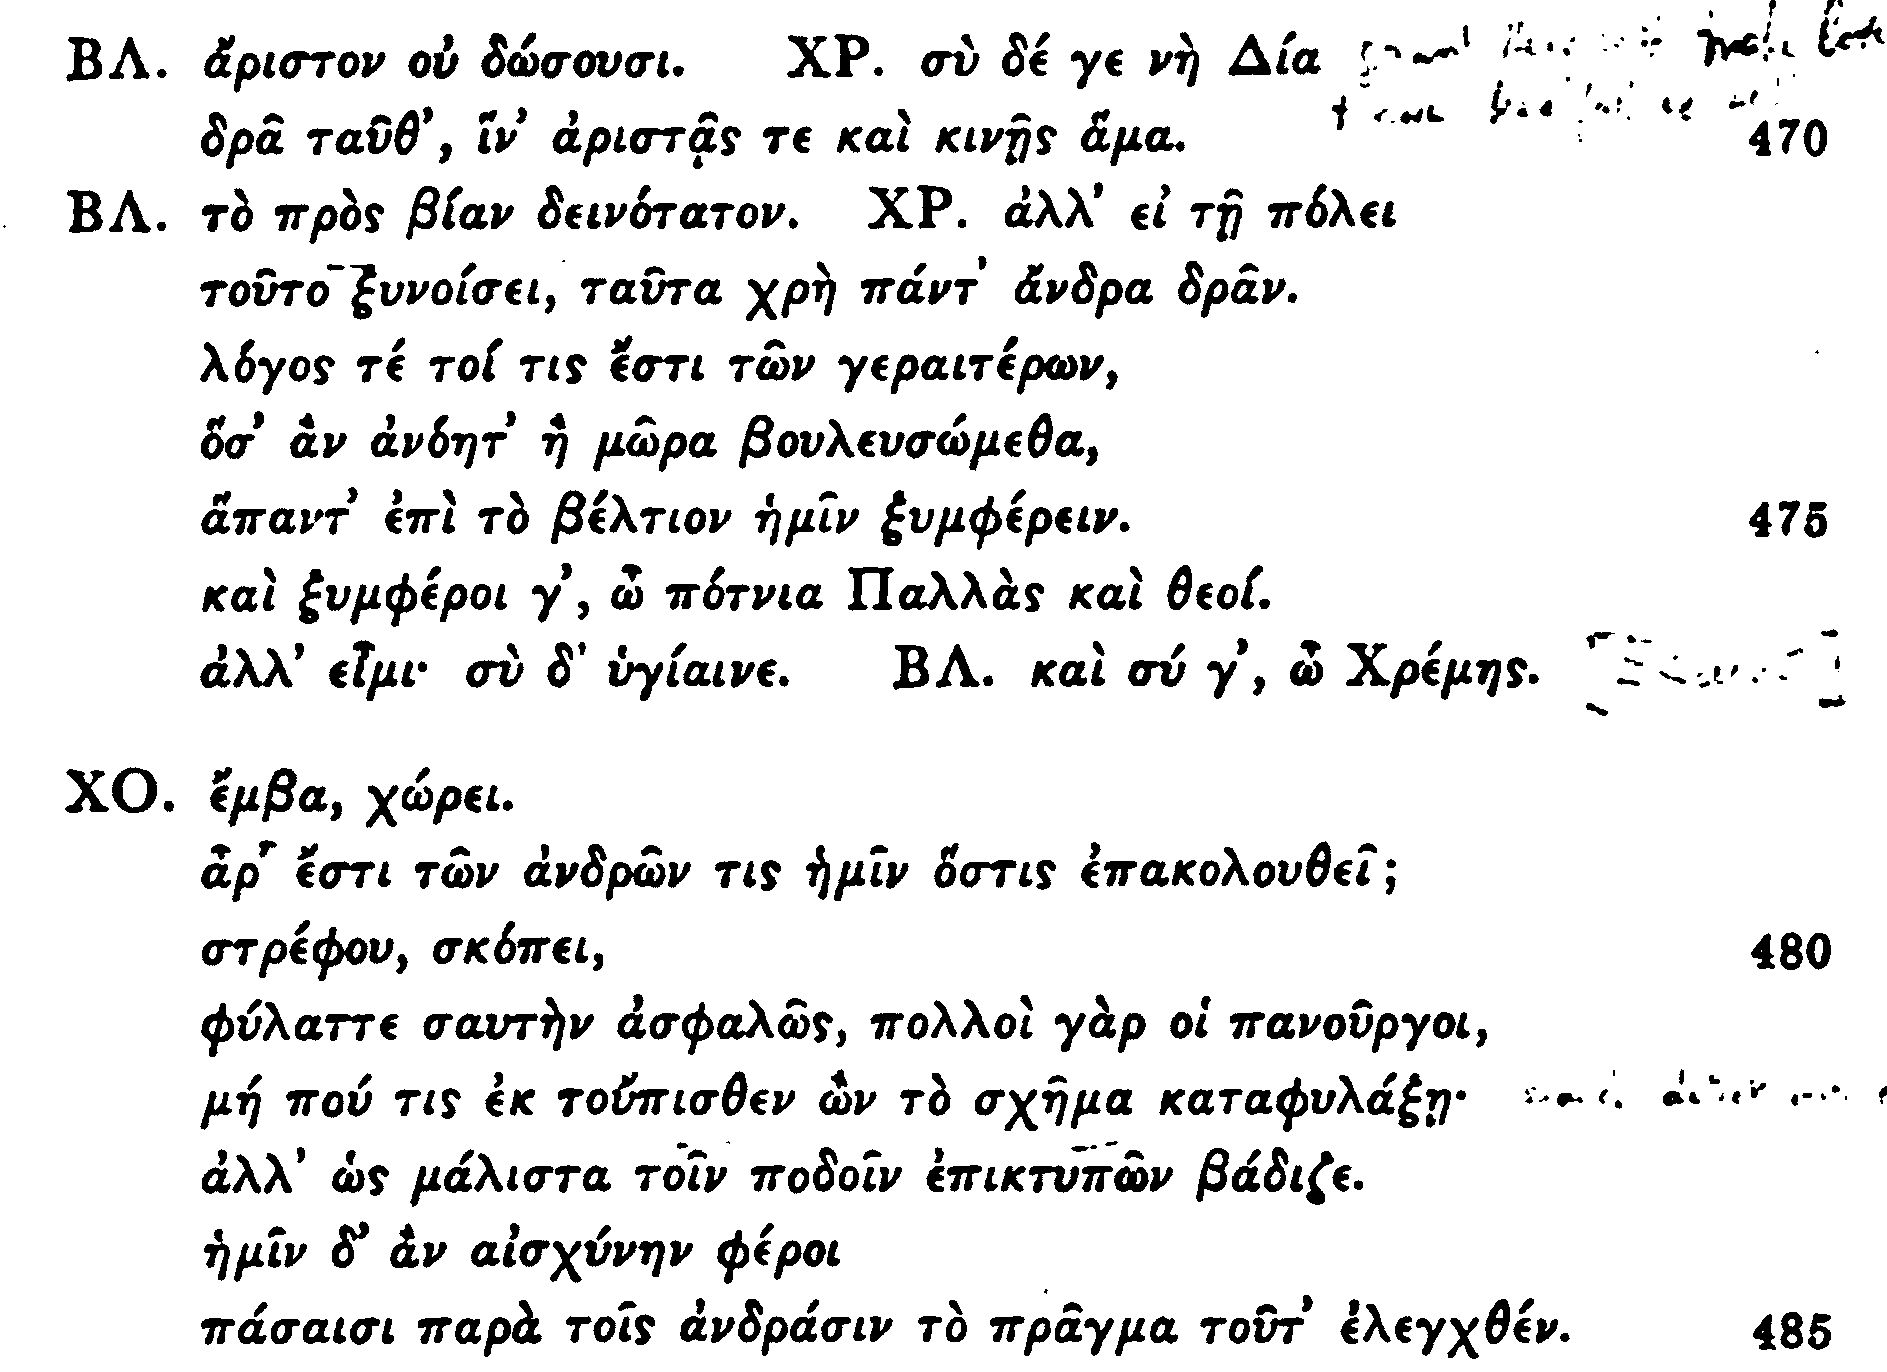 ΒΛ. ἄριστον οὐ δώσουσι. ΧΡ. σὺ δέ γε νὴ Δία
δρᾶ ταῦθ’, ἵν’ ἀριστᾷς τε καὶ κινῇς ἅμα. 470
ΒΛ. τὸ πρὸς βίαν δεινότατον. ΧΡ. ἀλλ’ εἰ τῇ πόλει
τοῦτο ξυνοίσει, ταῦτα χρὴ πάντ’ ἄνδρα δρᾶν.
λόγος τέ τοί τις ἔστι τῶν γεραιτέρων,
ὅσ’ ἂν ἀνόητ’ ἢ μῶρα βουλευσώμεθα,
ἅπαντ’ ἐπὶ τὸ βέλτιον ἡμῖν ξυμφέρειν. 475
καὶ ξυμφέροι γ’, ὦ πότνια Παλλὰς καὶ θεοί.
ἀλλ’ εἶμι· σὺ δ’ ὑγίαινε. ΒΛ. καὶ σύ γ’, ὦ Χρέμης.
ΧΟ. ἔμβα, χώρει.
ἆρ’ ἔστι τῶν ἀνδρῶν τις ἡμῖν ὅστις ἐπακολουθεῖ;
στρέφου, σκόπει, 480
φύλαττε σαυτὴν ἀσφαλῶς, πολλοὶ γὰρ οἱ πανοῦργοι,
μή πού τις ἐκ τοὔπισθεν ὢν τὸ σχῆμα καταφυλάξῃ·
ἀλλ’ ὡς μάλιστα τοῖν ποδοῖν ἐπικτυπῶν βάδιζε.
ἡμῖν δ’ ἂν αἰσχύνην φέροι
πάσαισι παρὰ τοῖς ἀνδράσιν τὸ πρᾶγμα τοῦτ’ ἐλεγχθέν. 485